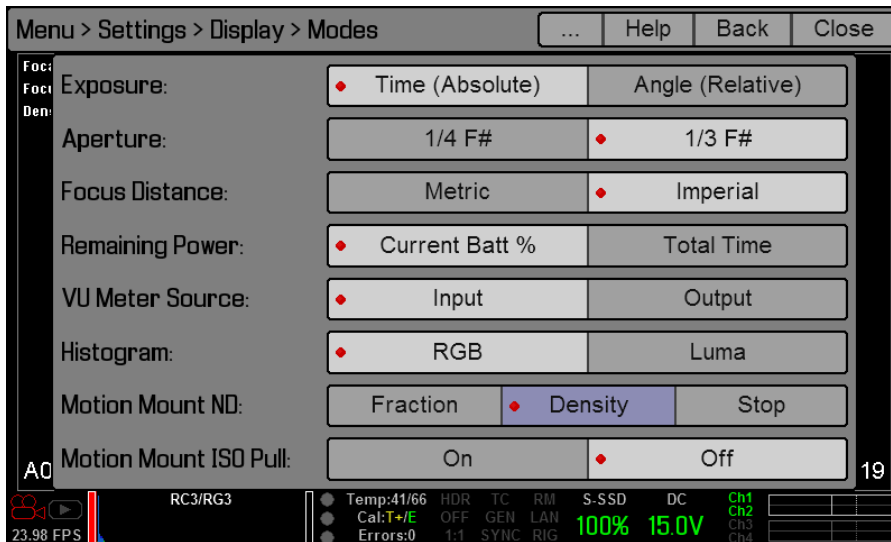 Menu > Settings > Display > Modes ... Help Back Close
Exposure: Time (Absolute) Angle (Relative)
Aperture: 1/4 F# 1/3 F#
Focus Distance: Metric Imperial
Remaining Power: Current Batt % Total Time
VU Meter Source: Input Output
Histogram: RGB Luma
Motion Mount ND: Fraction Density Stop
Motion Mount ISO Pull: On Off
A0 19
RC3/RG3 Temp:41/66 HDR TC RM S-SSD DC Ch1
Cal:T+/E OFF GEN LAN 100% 15.0V Ch2
23.98 FPS Errors:0 1:1 SYNC RIG Ch3
Ch4